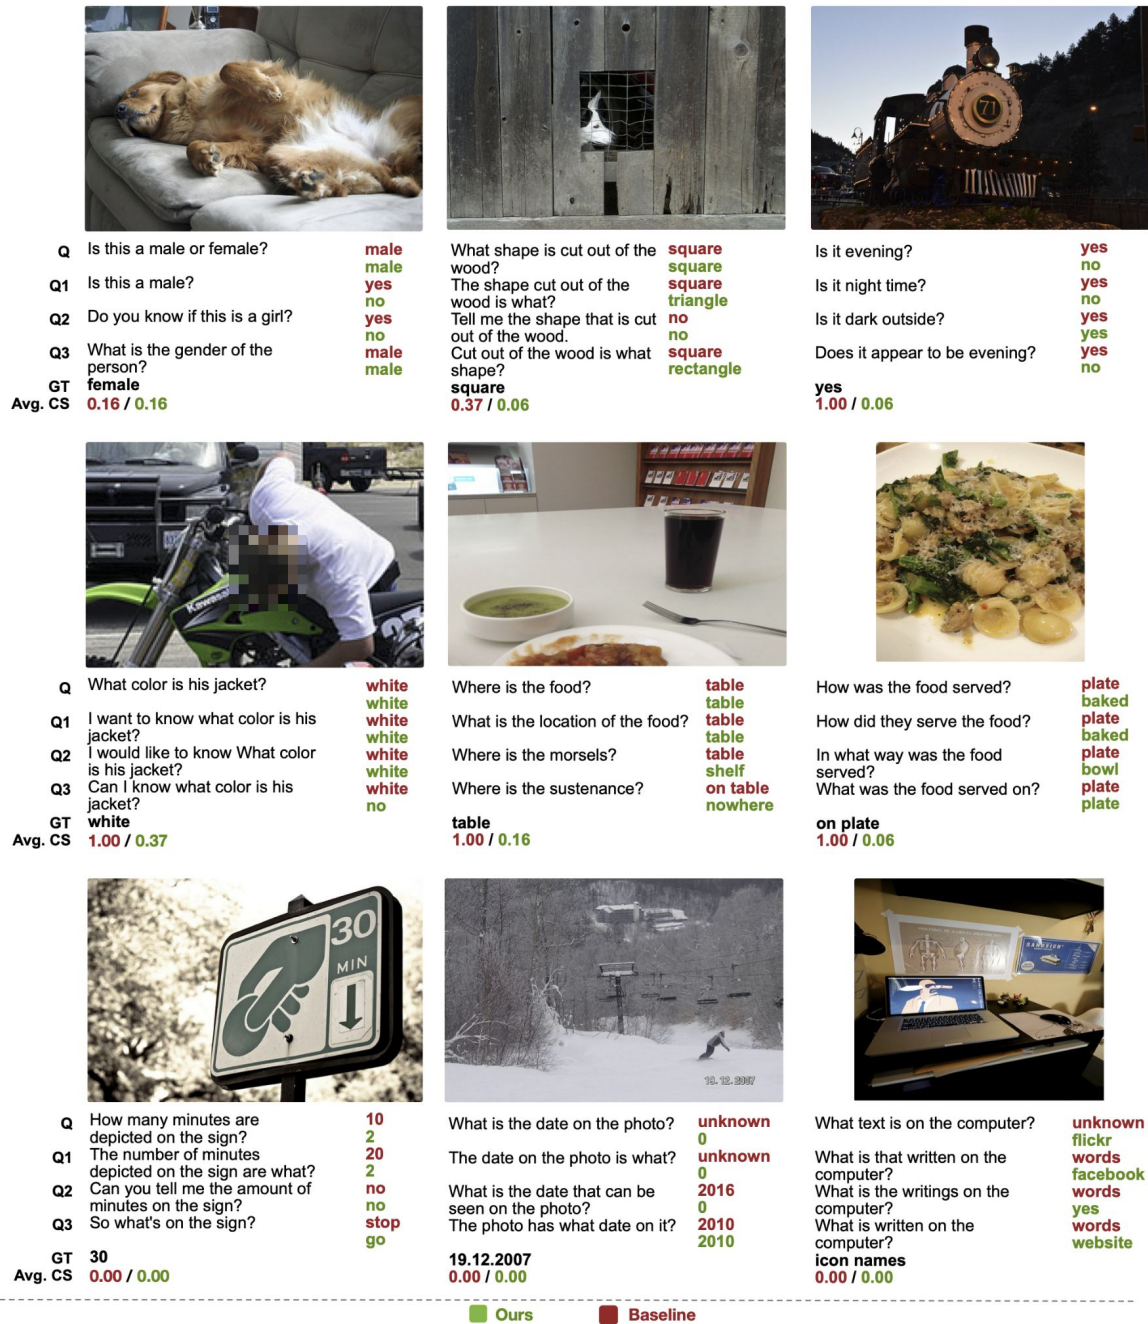 71
Q Is this a male or female? male
male
Q1 Is this a male? yes
no
Q2 Do you know if this is a girl? yes
no
Q3 What is the gender of the male
person? male
GT female
Avg. CS 0.16 / 0.16
What shape is cut out of the square
wood? square
The shape cut out of the square
wood is what? triangle
Tell me the shape that is cut no
out of the wood. no
Cut out of the wood is what square
shape? rectangle
square
0.37 / 0.06
Is it evening? yes
no
Is it night time? yes
no
Is it dark outside? yes
yes
Does it appear to be evening? yes
no
yes
1.00 / 0.06
Kawasaki
Q What color is his jacket? white
white
Q1 I want to know what color is his white
jacket? white
Q2 I would like to know What color white
is his jacket? white
Q3 Can I know what color is his white
jacket? no
GT white
Avg. CS 1.00 / 0.37
Where is the food? table
table
What is the location of the food? table
table
Where is the morsels? table
shelf
Where is the sustenance? on table
nowhere
table
1.00 / 0.16
How was the food served? plate
baked
How did they serve the food? plate
baked
In what way was the food plate
served? bowl
What was the food served on? plate
plate
on plate
1.00 / 0.06
30
MIN
Q How many minutes are 10
depicted on the sign? 2
Q1 The number of minutes 20
depicted on the sign are what? 2
Q2 Can you tell me the amount of no
minutes on the sign? no
Q3 So what's on the sign? stop
go
GT 30
Avg. CS 0.00 / 0.00
19.12.2007
What is the date on the photo? unknown
0
The date on the photo is what? unknown
0
What is the date that can be 2016
seen on the photo? 0
The photo has what date on it? 2010
2010
19.12.2007
0.00 / 0.00
SANDWICH
What text is on the computer? unknown
flickr
What is that written on the words
computer? facebook
What is the writings on the words
computer? yes
What is written on the words
computer? website
icon names
0.00 / 0.00
Ours Baseline